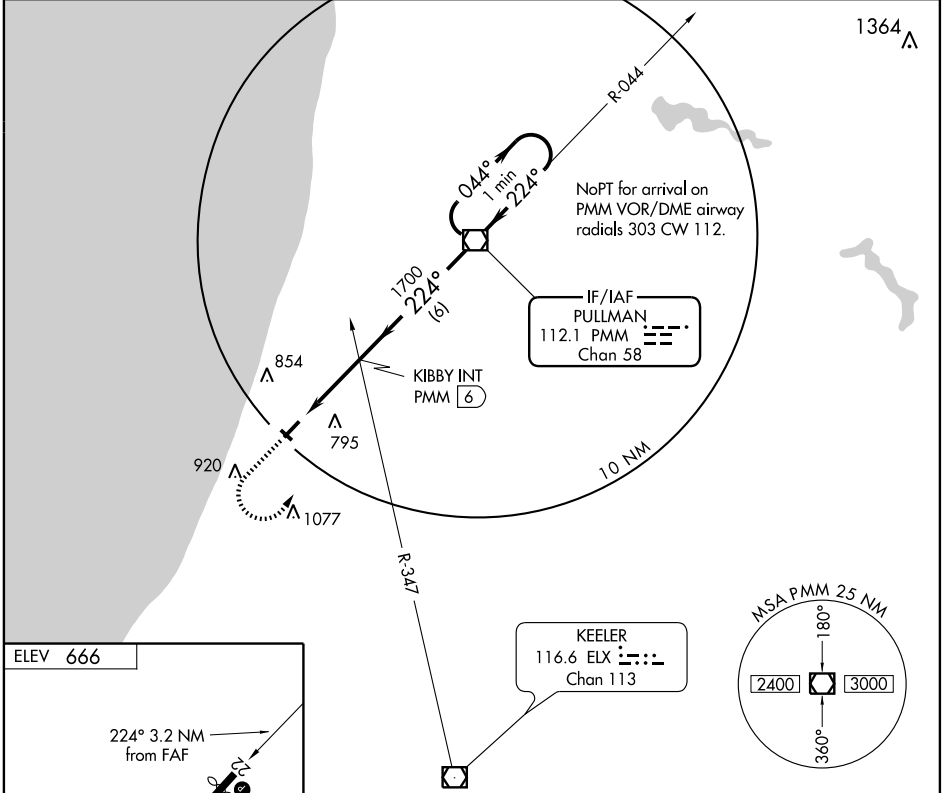 1364
R-044
044°
1 min
224°
NoPT for arrival on
PMM VOR/DME airway
radials 303 CW 112.
1700
224°
(6)
IF/IAF
PULLMAN
112.1 PMM
Chan 58
854
KIBBY INT
PMM 6
795
920
1077
10 NM
R-347
MSA PMM 25 NM
180°
2400
3000
360°
KEELER
116.6 ELX
Chan 113
ELEV 666
224° 3.2 NM
from FAF
22